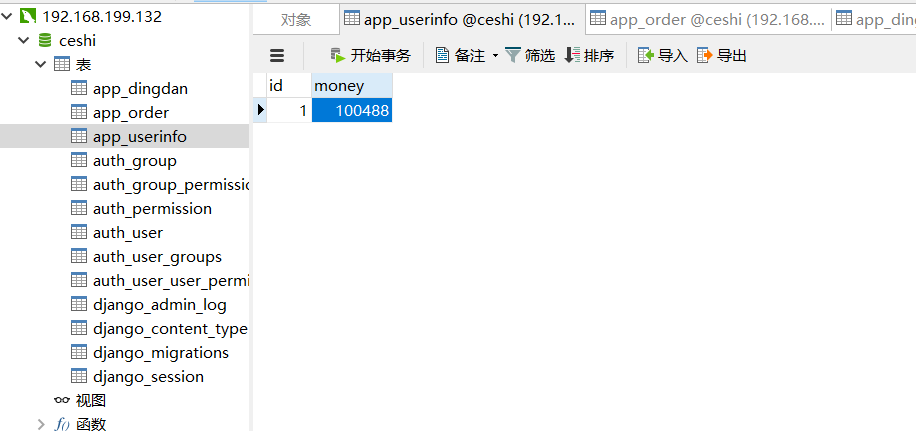 192.168.199.132
ceshi
表
app_dingdan
app_order
app_userinfo
auth_group
auth_group_permissio
auth_permission
auth_user
auth_user_groups
auth_user_user_permi
django_admin_log
django_content_type
django_migrations
django_session
视图
f() 函数
对象 app_userinfo @ceshi (192.1... app_order @ceshi (192.168.... app_ding
开始事务 备注 筛选 排序 导入 导出
id money
1 100488